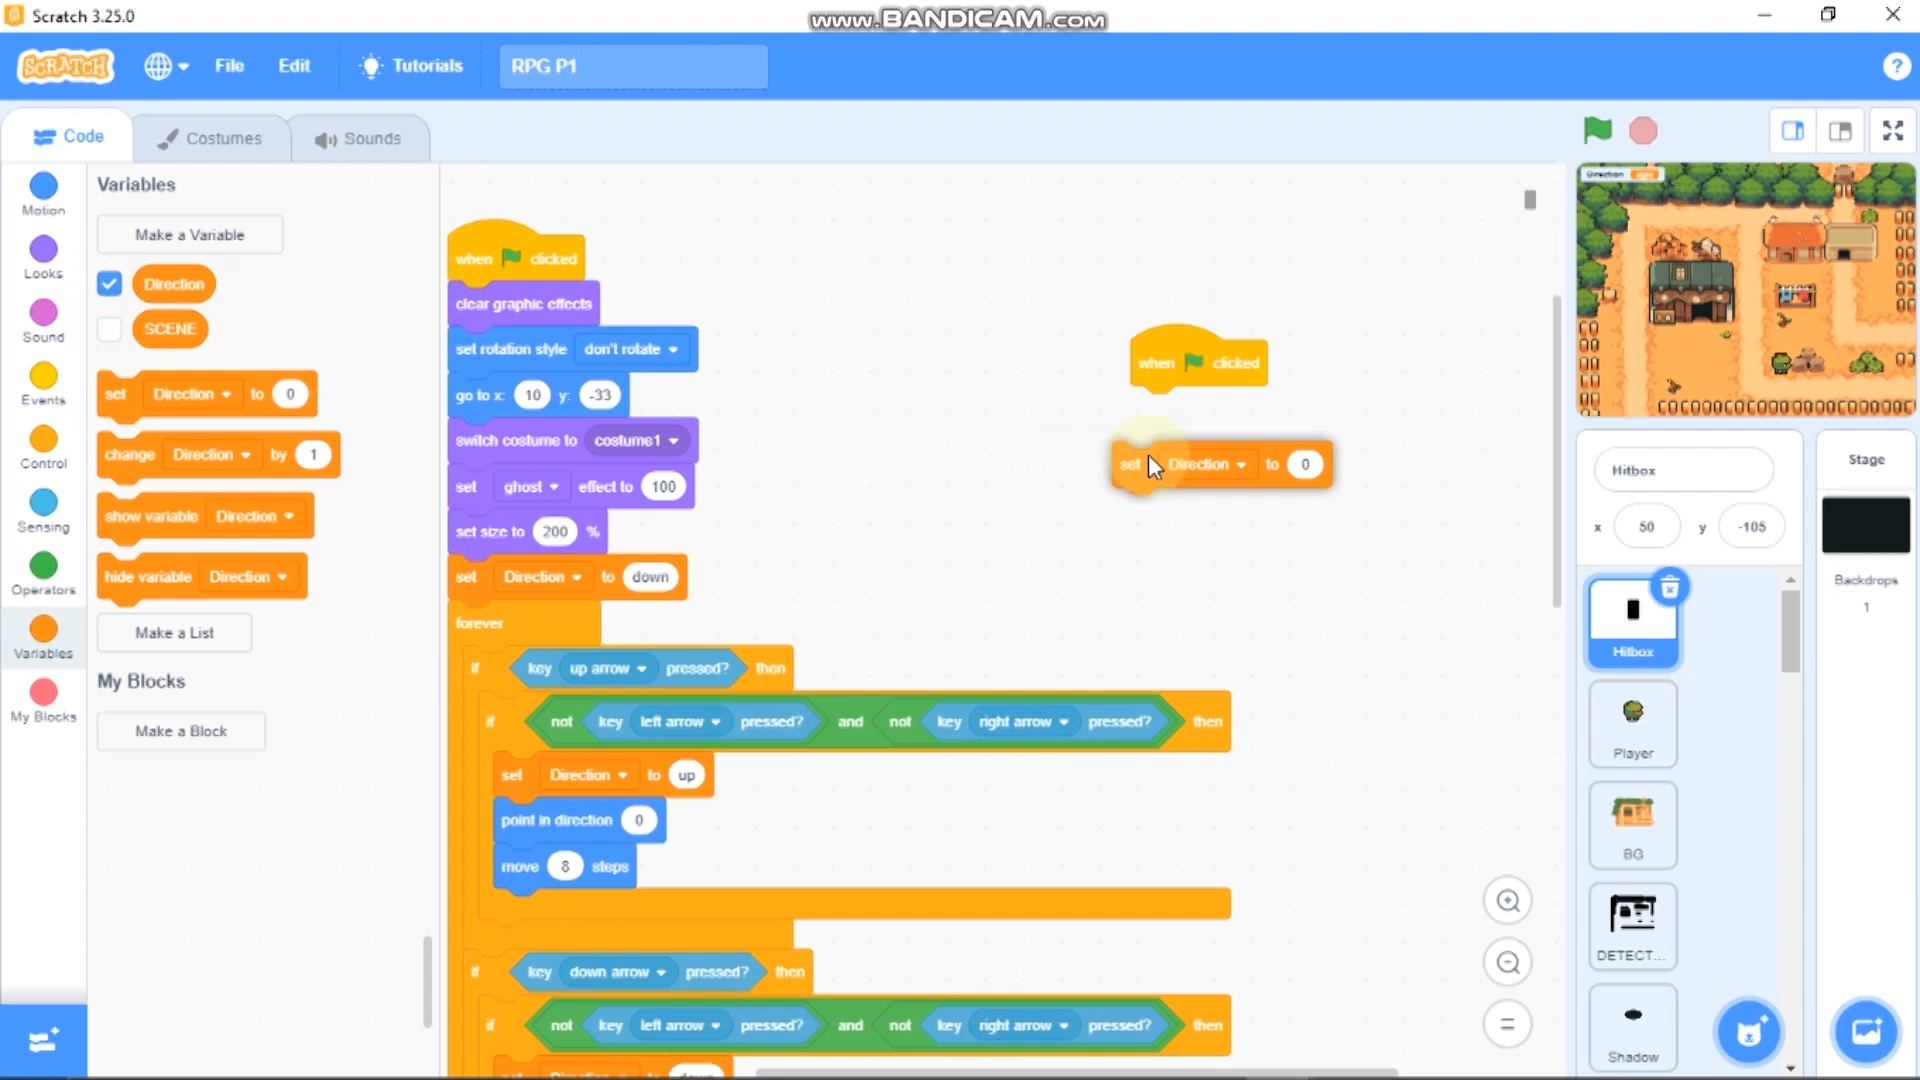 Scratch 3.25.0
www.BANDICAM.com
SCRATCH
File
Edit
Tutorials
RPG P1
?
Code
Costumes
Sounds
Motion
Looks
Sound
Events
Control
Sensing
Operators
Variables
My Blocks
Variables
Make a Variable
Direction
SCENE
set Direction to 0
change Direction by 1
show variable Direction
hide variable Direction
Make a List
My Blocks
Make a Block
when clicked
clear graphic effects
set rotation style don't rotate
go to x: 10 y: -33
switch costume to costume1
set ghost effect to 100
set size to 200 %
set Direction to down
forever
if key up arrow pressed? then
if not key left arrow pressed? and not key right arrow pressed? then
set Direction to up
point in direction 0
move 8 steps
if key down arrow pressed? then
if not key left arrow pressed? and not key right arrow pressed? then
set Direction to down
when clicked
set Direction to 0
Direction
Hitbox
x 50 y -105
Hitbox
Player
BG
DETECT...
Shadow
Stage
Backdrops
1